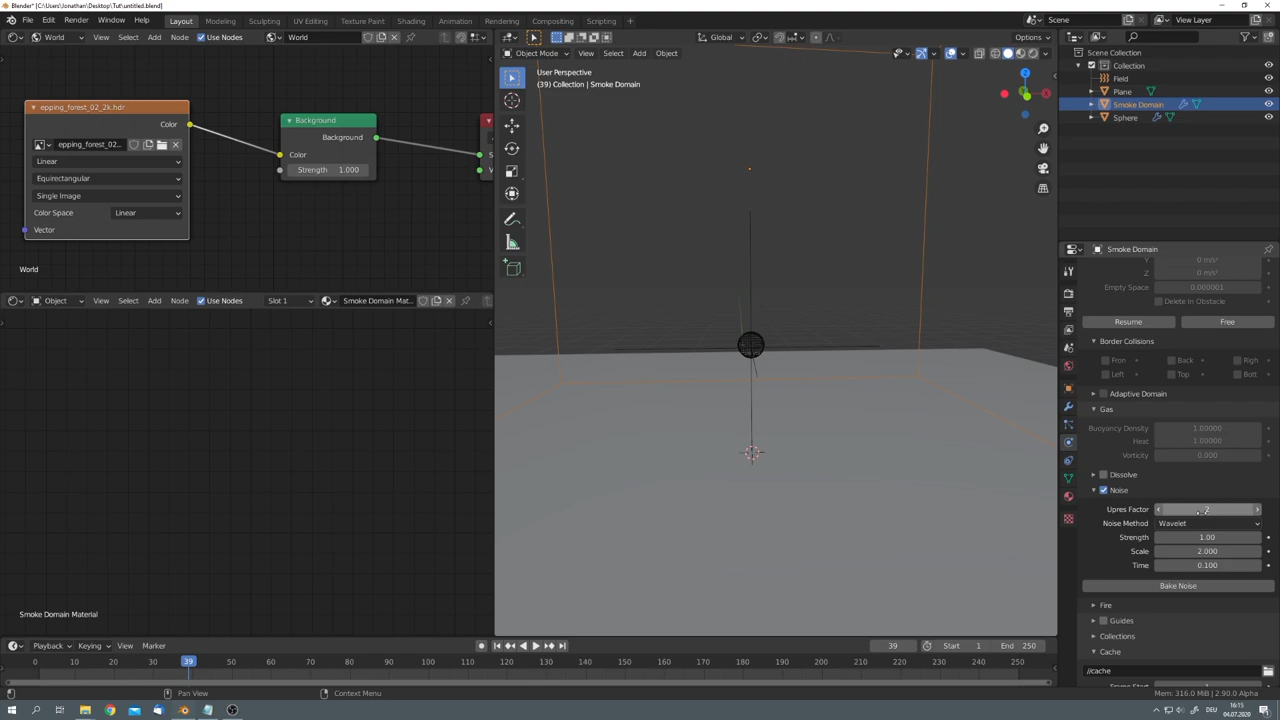 Blender* [C:\Users\Jonathan\Desktop\Tut\untitled.blend]
File Edit Render Window Help Layout Modeling Sculpting UV Editing Texture Paint Shading Animation Rendering Compositing Scripting Scene View Layer
World View Select Add Node Use Nodes World Global Options
Object Mode View Select Add Object
User Perspective
(39) Collection | Smoke Domain
Scene Collection
Collection
Field
Plane
Smoke Domain
Sphere
epping_forest_02_2k.hdr
Color
epping_forest_02...
Linear
Equirectangular
Single Image
Color Space Linear
Vector
Background
Background
Color
Strength 1.000
World
Object View Select Add Node Use Nodes Slot 1 Smoke Domain Mat...
Smoke Domain Material
Smoke Domain
Y 0 m/s²
Z 0 m/s²
Empty Space 0.000001
Delete In Obstacle
Resume Free
Border Collisions
Fron Back Righ
Left Top Bott
Adaptive Domain
Gas
Buoyancy Density 1.00000
Heat 1.00000
Vorticity 0.000
Dissolve
Noise
Upres Factor 2
Noise Method Wavelet
Strength 1.00
Scale 2.000
Time 0.100
Bake Noise
Fire
Guides
Collections
Cache
//cache
Playback Keying View Marker 39 Start 1 End 250
0 10 20 30 39 50 60 70 80 90 100 110 120 130 140 150 160 170 180 190 200 210 220 230 240 250
Pan View Context Menu Mem: 316.0 MiB | 2.90.0 Alpha
DEU 16:15
04.07.2020